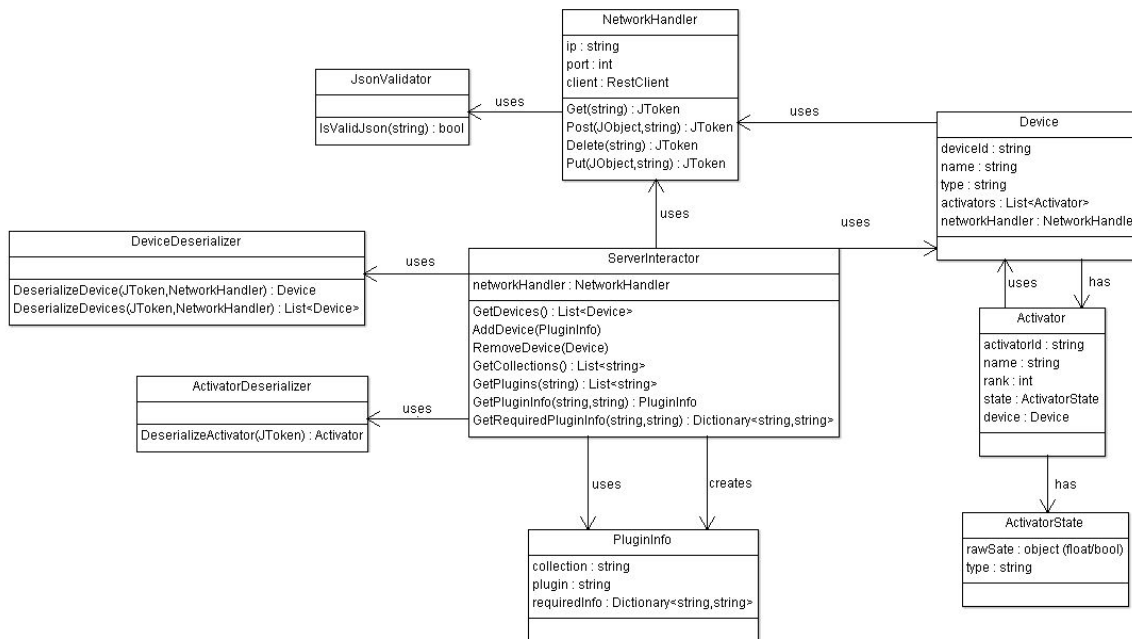 NetworkHandler
ip : string
port : int
client : RestClient
Get(string) : JToken
Post(JObject,string) : JToken
Delete(string) : JToken
Put(JObject,string) : JToken
JsonValidator
IsValidJson(string) : bool
uses
uses
Device
deviceId : string
name : string
type : string
activators : List<Activator>
networkHandler : NetworkHandle
uses
uses
DeviceDeserializer
DeserializeDevice(JToken,NetworkHandler) : Device
DeserializeDevices(JToken,NetworkHandler) : List<Device>
uses
ServerInteractor
networkHandler : NetworkHandler
GetDevices() : List<Device>
AddDevice(PluginInfo)
RemoveDevice(Device)
GetCollections() : List<string>
GetPlugins(string) : List<string>
GetPluginInfo(string,string) : PluginInfo
GetRequiredPluginInfo(string,string) : Dictionary<string,string>
uses
has
Activator
activatorId : string
name : string
rank : int
state : ActivatorState
device : Device
ActivatorDeserializer
DeserializeActivator(JToken) : Activator
uses
uses
creates
has
PluginInfo
collection : string
plugin : string
requiredInfo : Dictionary<string,string>
ActivatorState
rawSate : object (float/bool)
type : string